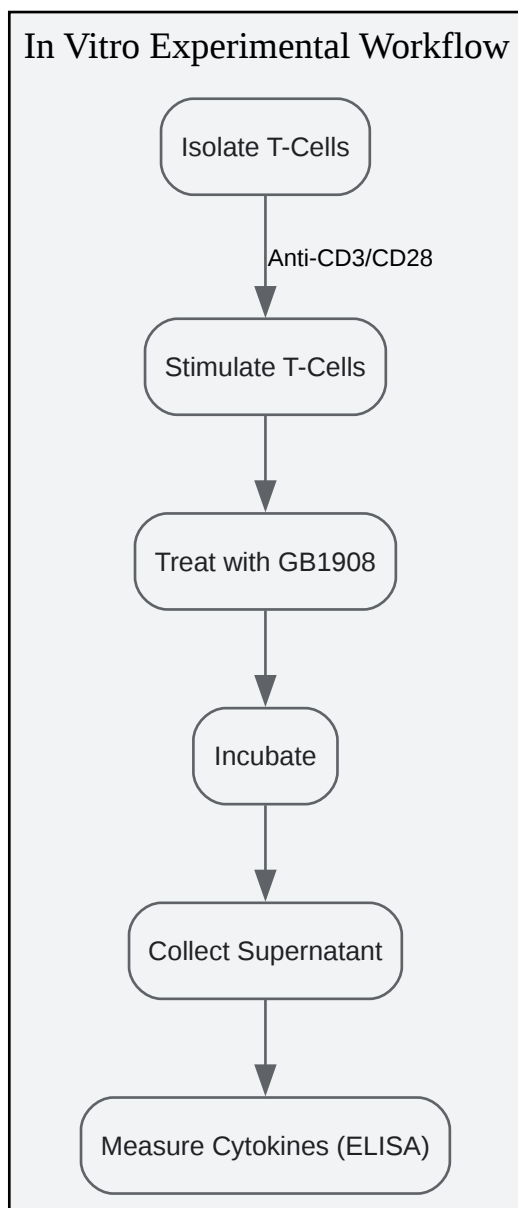 In Vitro Experimental Workflow
Isolate T-Cells
Anti-CD3/CD28
Stimulate T-Cells
Treat with GB1908
Incubate
Collect Supernatant
Measure Cytokines (ELISA)